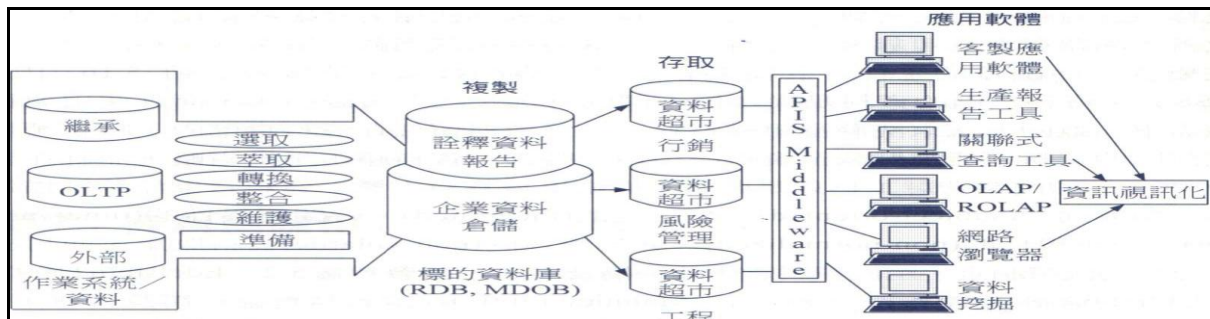 繼承
OLTP
外部
作業系統/
資料
選取
萃取
轉換
整合
維護
準備
複製
詮釋資料
報告
企業資料
倉儲
標的資料庫
(RDB, MDOB)
存取
資料
超市
行銷
資料
超市
風險
管理
資料
超市
工程
APIS Middleware
應用軟體
客製應
用軟體
生產報
告工具
關聯式
查詢工具
OLAP/
ROLAP
網路
瀏覽器
資料
挖掘
資訊視訊化